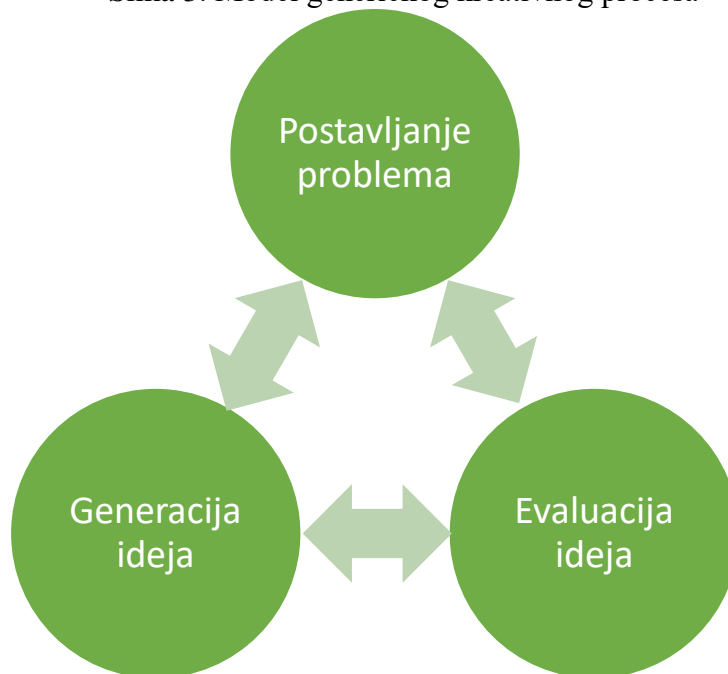 Postavljanje
problema
Generacija
ideja
Evaluacija
ideja